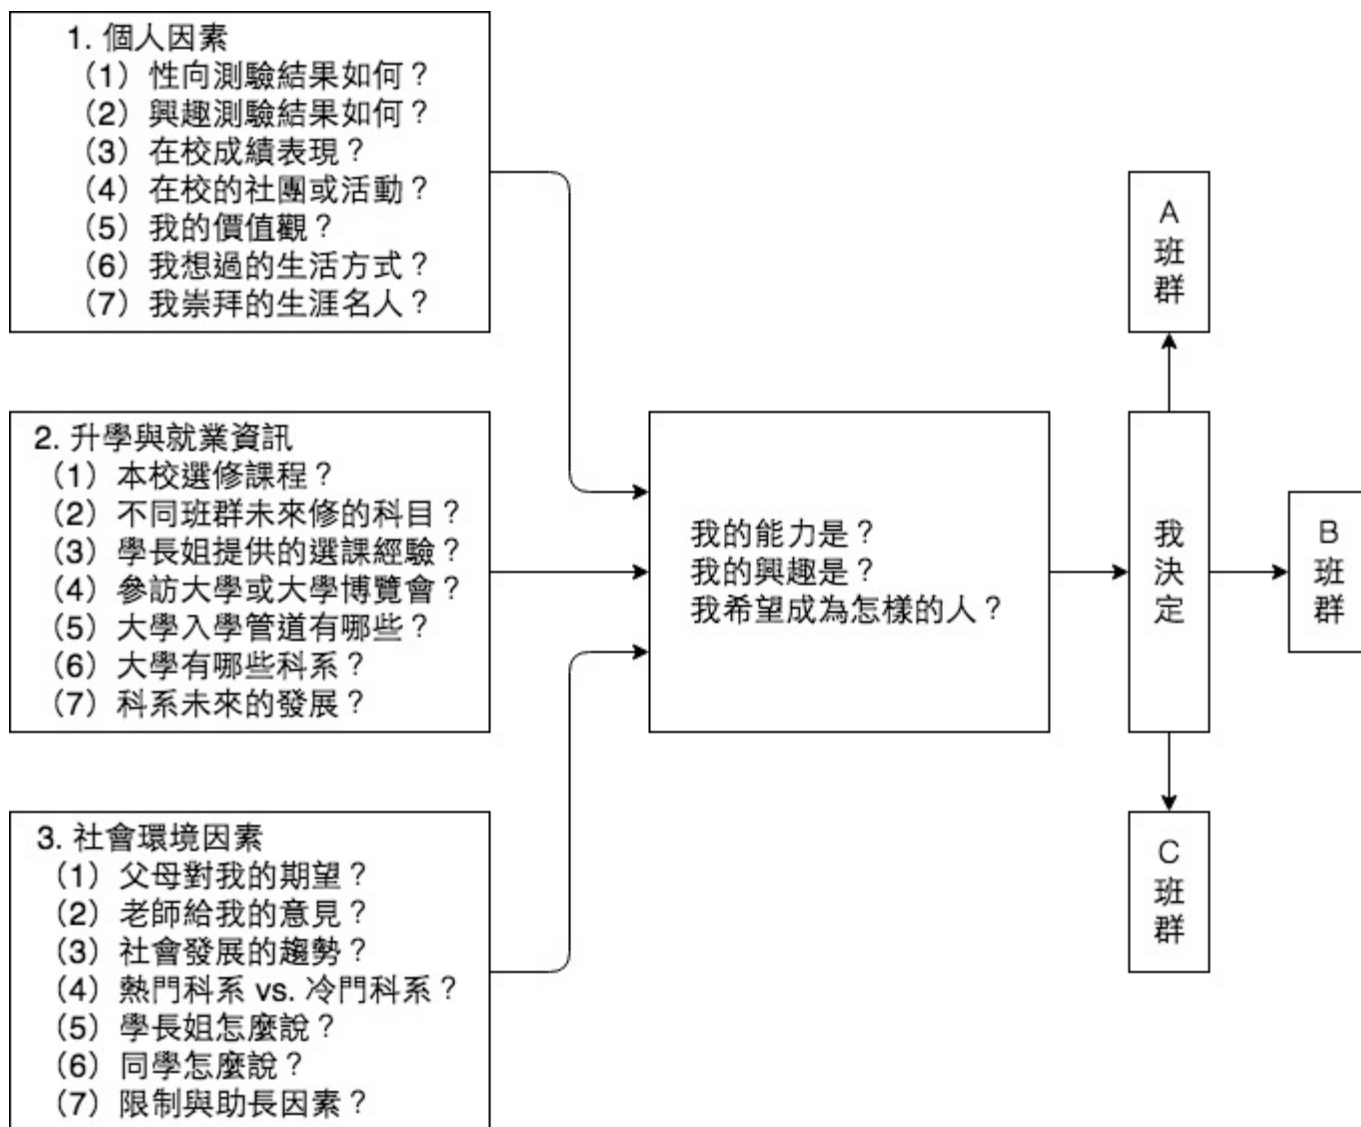 1. 個人因素
（1）性向測驗結果如何？
（2）興趣測驗結果如何？
（3）在校成績表現？
（4）在校的社團或活動？
（5）我的價值觀？
（6）我想過的生活方式？
（7）我崇拜的生涯名人？
2. 升學與就業資訊
（1）本校選修課程？
（2）不同班群未來修的科目？
（3）學長姐提供的選課經驗？
（4）參訪大學或大學博覽會？
（5）大學入學管道有哪些？
（6）大學有哪些科系？
（7）科系未來的發展？
3. 社會環境因素
（1）父母對我的期望？
（2）老師給我的意見？
（3）社會發展的趨勢？
（4）熱門科系 vs. 冷門科系？
（5）學長姐怎麼說？
（6）同學怎麼說？
（7）限制與助長因素？
我的能力是？
我的興趣是？
我希望成為怎樣的人？
我決定
A班群
B班群
C班群